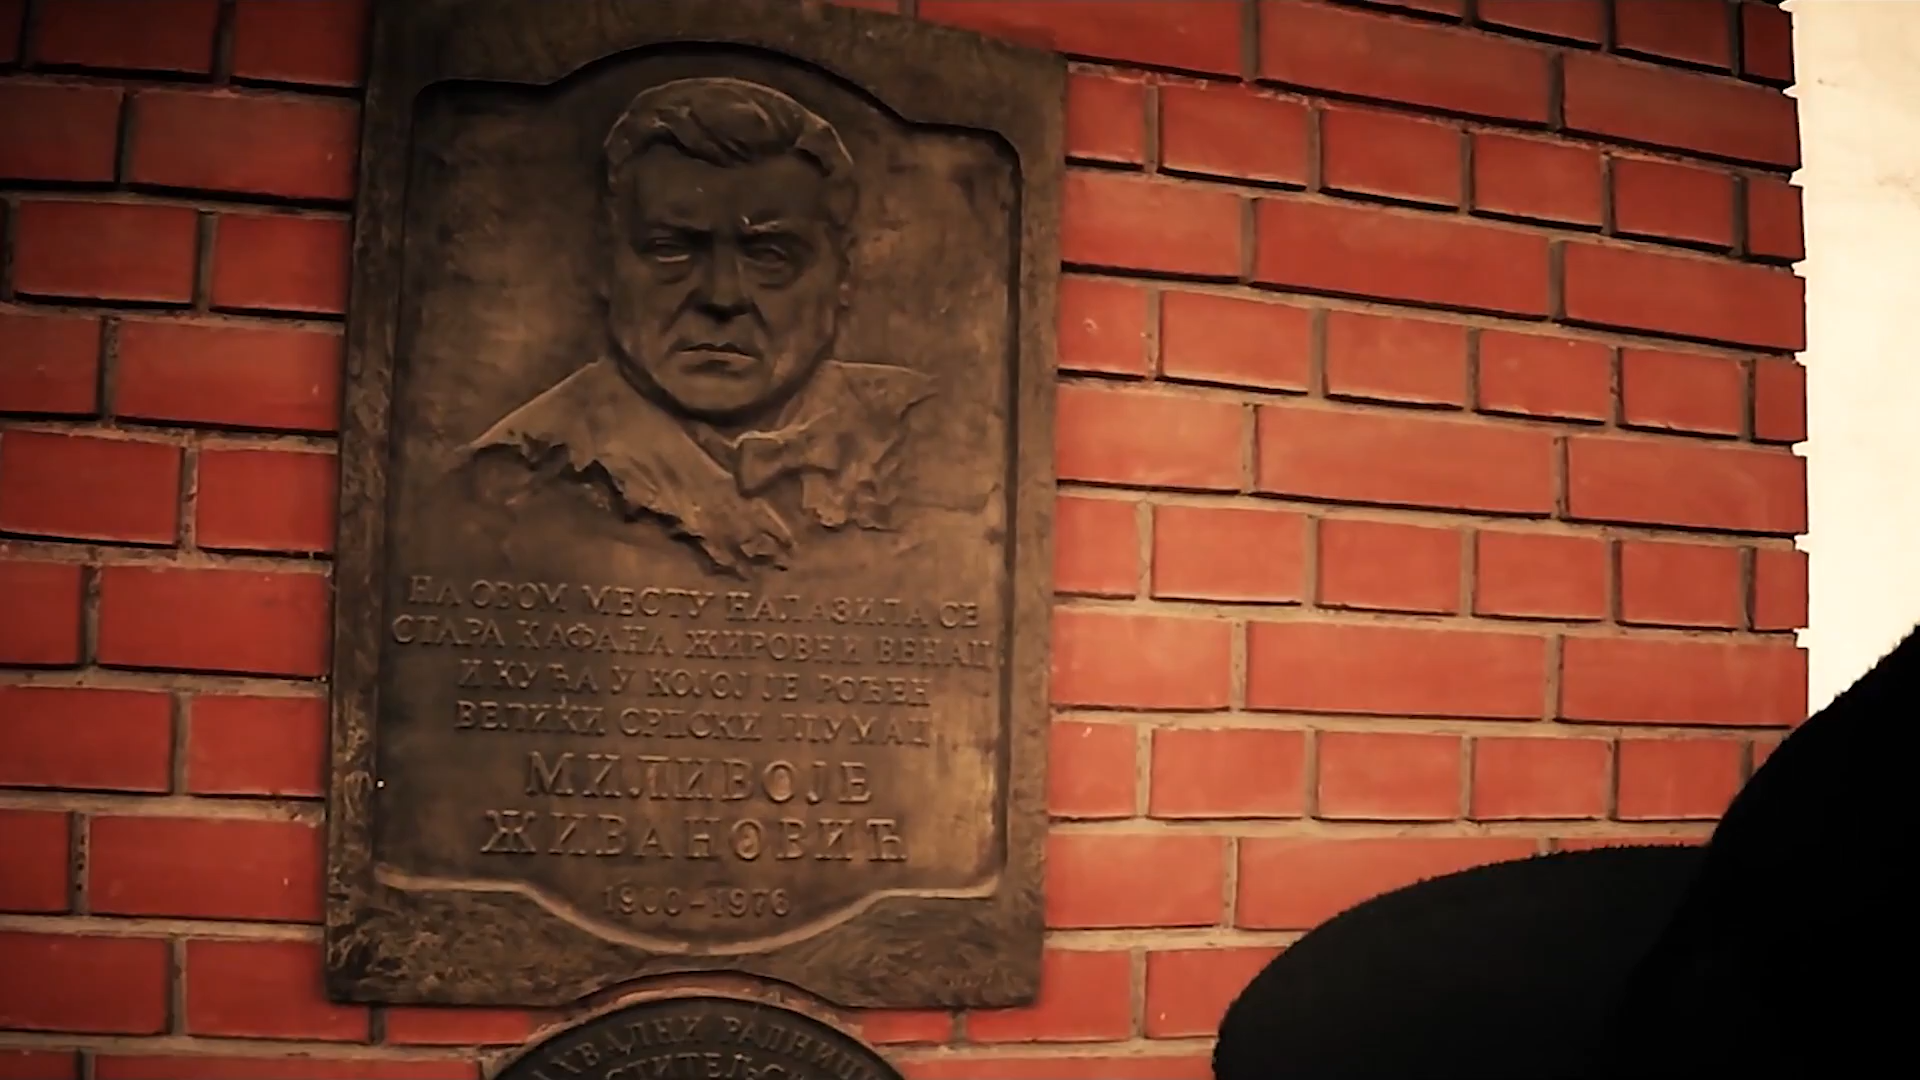 НА ОВОМ МЕСТУ НАЛАЗИЛА СЕ
СТАРА КАФАНА ЖИРОВНИ ВЕНАЦ
И КУЋА У КОЈОЈ ЈЕ РОЂЕН
ВЕЛИКИ СРПСКИ ГЛУМАЦ
МИЛИВОЈЕ
ЖИВАНОВИЋ
1900-1976
РАДНИЦИ